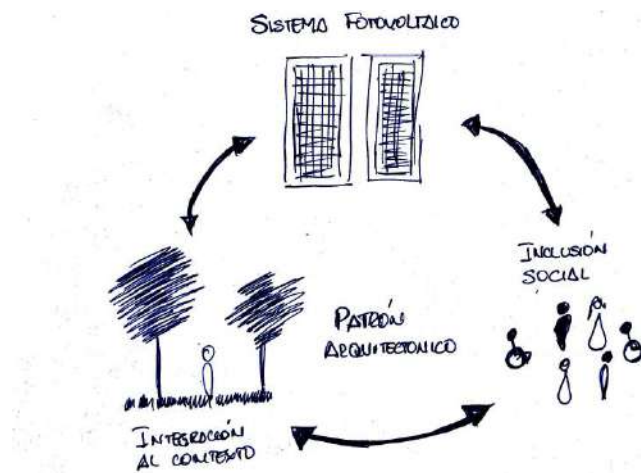 SISTEMA FOTOVOLTAICO
INCLUSIÓN
SOCIAL
PATRÓN
ARQUITECTONICO
INTEGRACIÓN
AL CONTEXTO